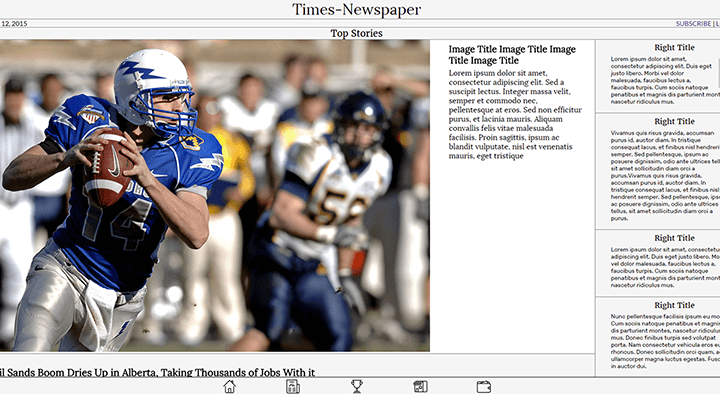 Times-Newspaper
12, 2015
SUBSCRIBE | L
Top Stories
14
Image Title Image Title Image
Title Image Title
Lorem ipsum dolor sit amet,
consectetur adipiscing elit. Sed a
suscipit lectus. Integer massa velit,
semper et commodo nec,
pellentesque at eros. Sed non efficitur
purus, et lacinia mauris. Aliquam
convallis felis vitae malesuada
facilisis. Proin sagittis, ipsum ac
blandit vulputate, nisl est venenatis
mauris, eget tristique
Right Title
Lorem ipsum dolor sit amet,
consectetur adipiscing elit. Duis eget
justo libero. Morbi vel dolor
malesuada, faucibus lectus a,
faucibus turpis. Cum sociis natoque
penatibus et magnis dis parturient mont
nascetur ridiculus mus.
Right Title
Vivamus quis risus gravida, accumsan
purus id, auctor diam. In tristique
consequat lacus, et finibus nisl hendrerit
semper. Sed pellentesque, ipsum ac
posuere dignissim, odio ante ultrices
tellus, sit amet sollicitudin diam orci a
purus.Vivamus quis risus gravida,
accumsan purus id, auctor diam. In
tristique consequat lacus, et finibus nisl
hendrerit semper. Sed pellentesque, ips
ac posuere dignissim, odio ante ultrices
tellus, sit amet sollicitudin diam orci a
purus.
Right Title
Lorem ipsum dolor sit amet, consectetu
adipiscing elit. Duis eget justo libero. M
vel dolor malesuada, faucibus lectus a,
faucibus turpis. Cum sociis natoque
penatibus et magnis dis parturient mont
nascetur ridiculus mus.
Right Title
Nunc pellentesque facilisis ipsum eu mo
Cum sociis natoque penatibus et magnis
dis parturient montes, nascetur ridiculu
mus. Donec finibus turpis sed volutpat
porta. Nam consectetur vehicula eros eu
rhoncus. Donec sollicitudin orci quam, a
ullamcorper magna luctus egestas. Fusc
in auctor dui.
il Sands Boom Dries Up in Alberta, Taking Thousands of Jobs With it